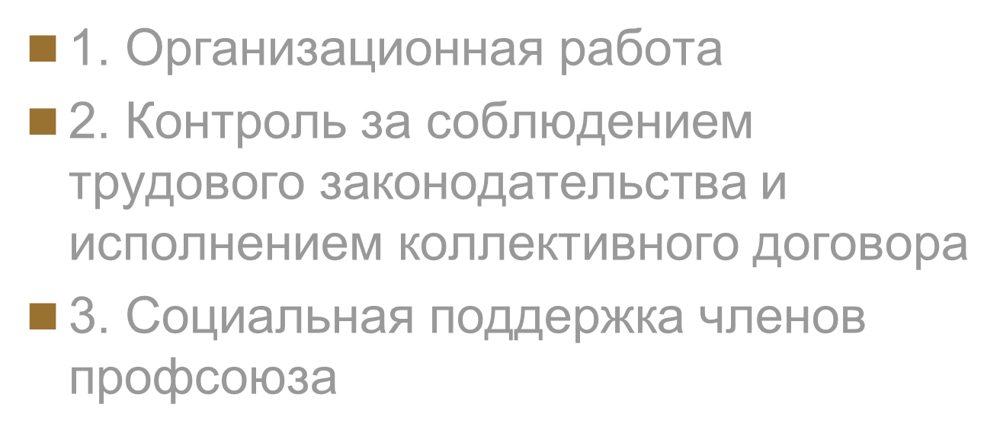 1. Организационная работа
2. Контроль за соблюдением
трудового законодательства и
исполнением коллективного договора
3. Социальная поддержка членов
профсоюза